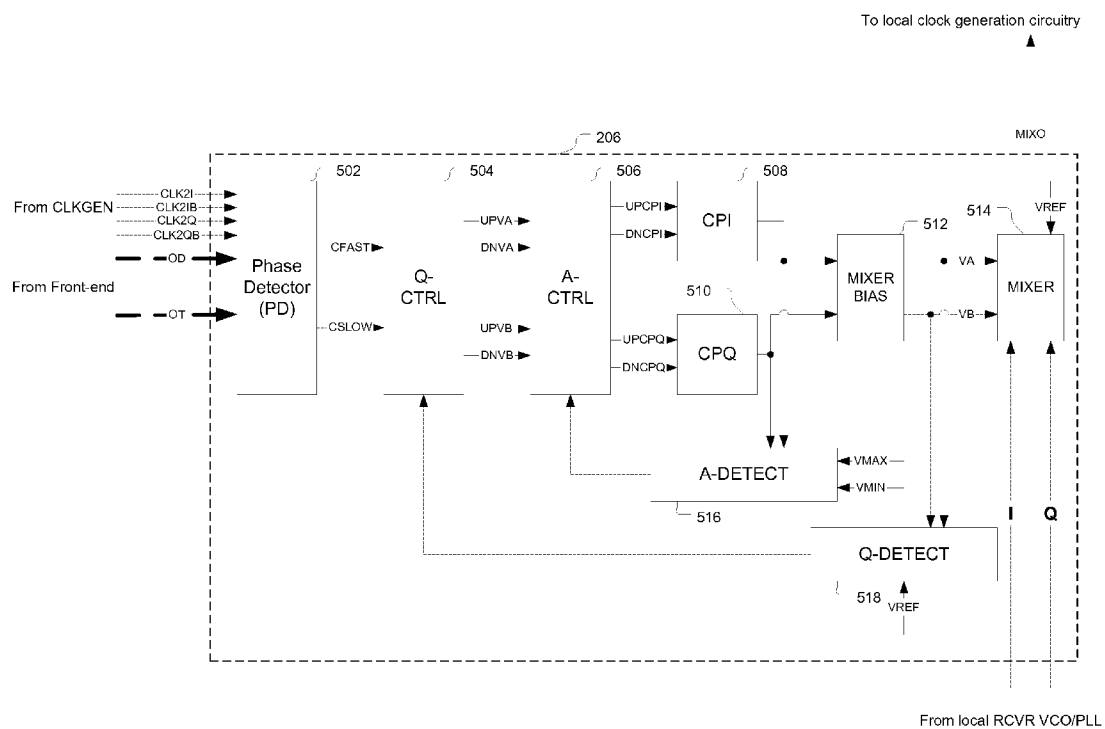 To local clock generation circuitry
MIXO
206
502
504
506
508
From CLKGEN
CLK2I
CLK2IB
CLK2Q
CLK2QB
OD
From Front-end
OT
Phase
Detector
(PD)
CFAST
CSLOW
Q-
CTRL
UPVA
DNVA
UPVB
DNVB
A-
CTRL
UPCPI
DNCPI
UPCPQ
DNCPQ
CPI
510
CPQ
512
MIXER
BIAS
514
VREF
VA
VB
MIXER
A-DETECT
VMAX
VMIN
516
I
Q
Q-DETECT
518
VREF
From local RCVR VCO/PLL